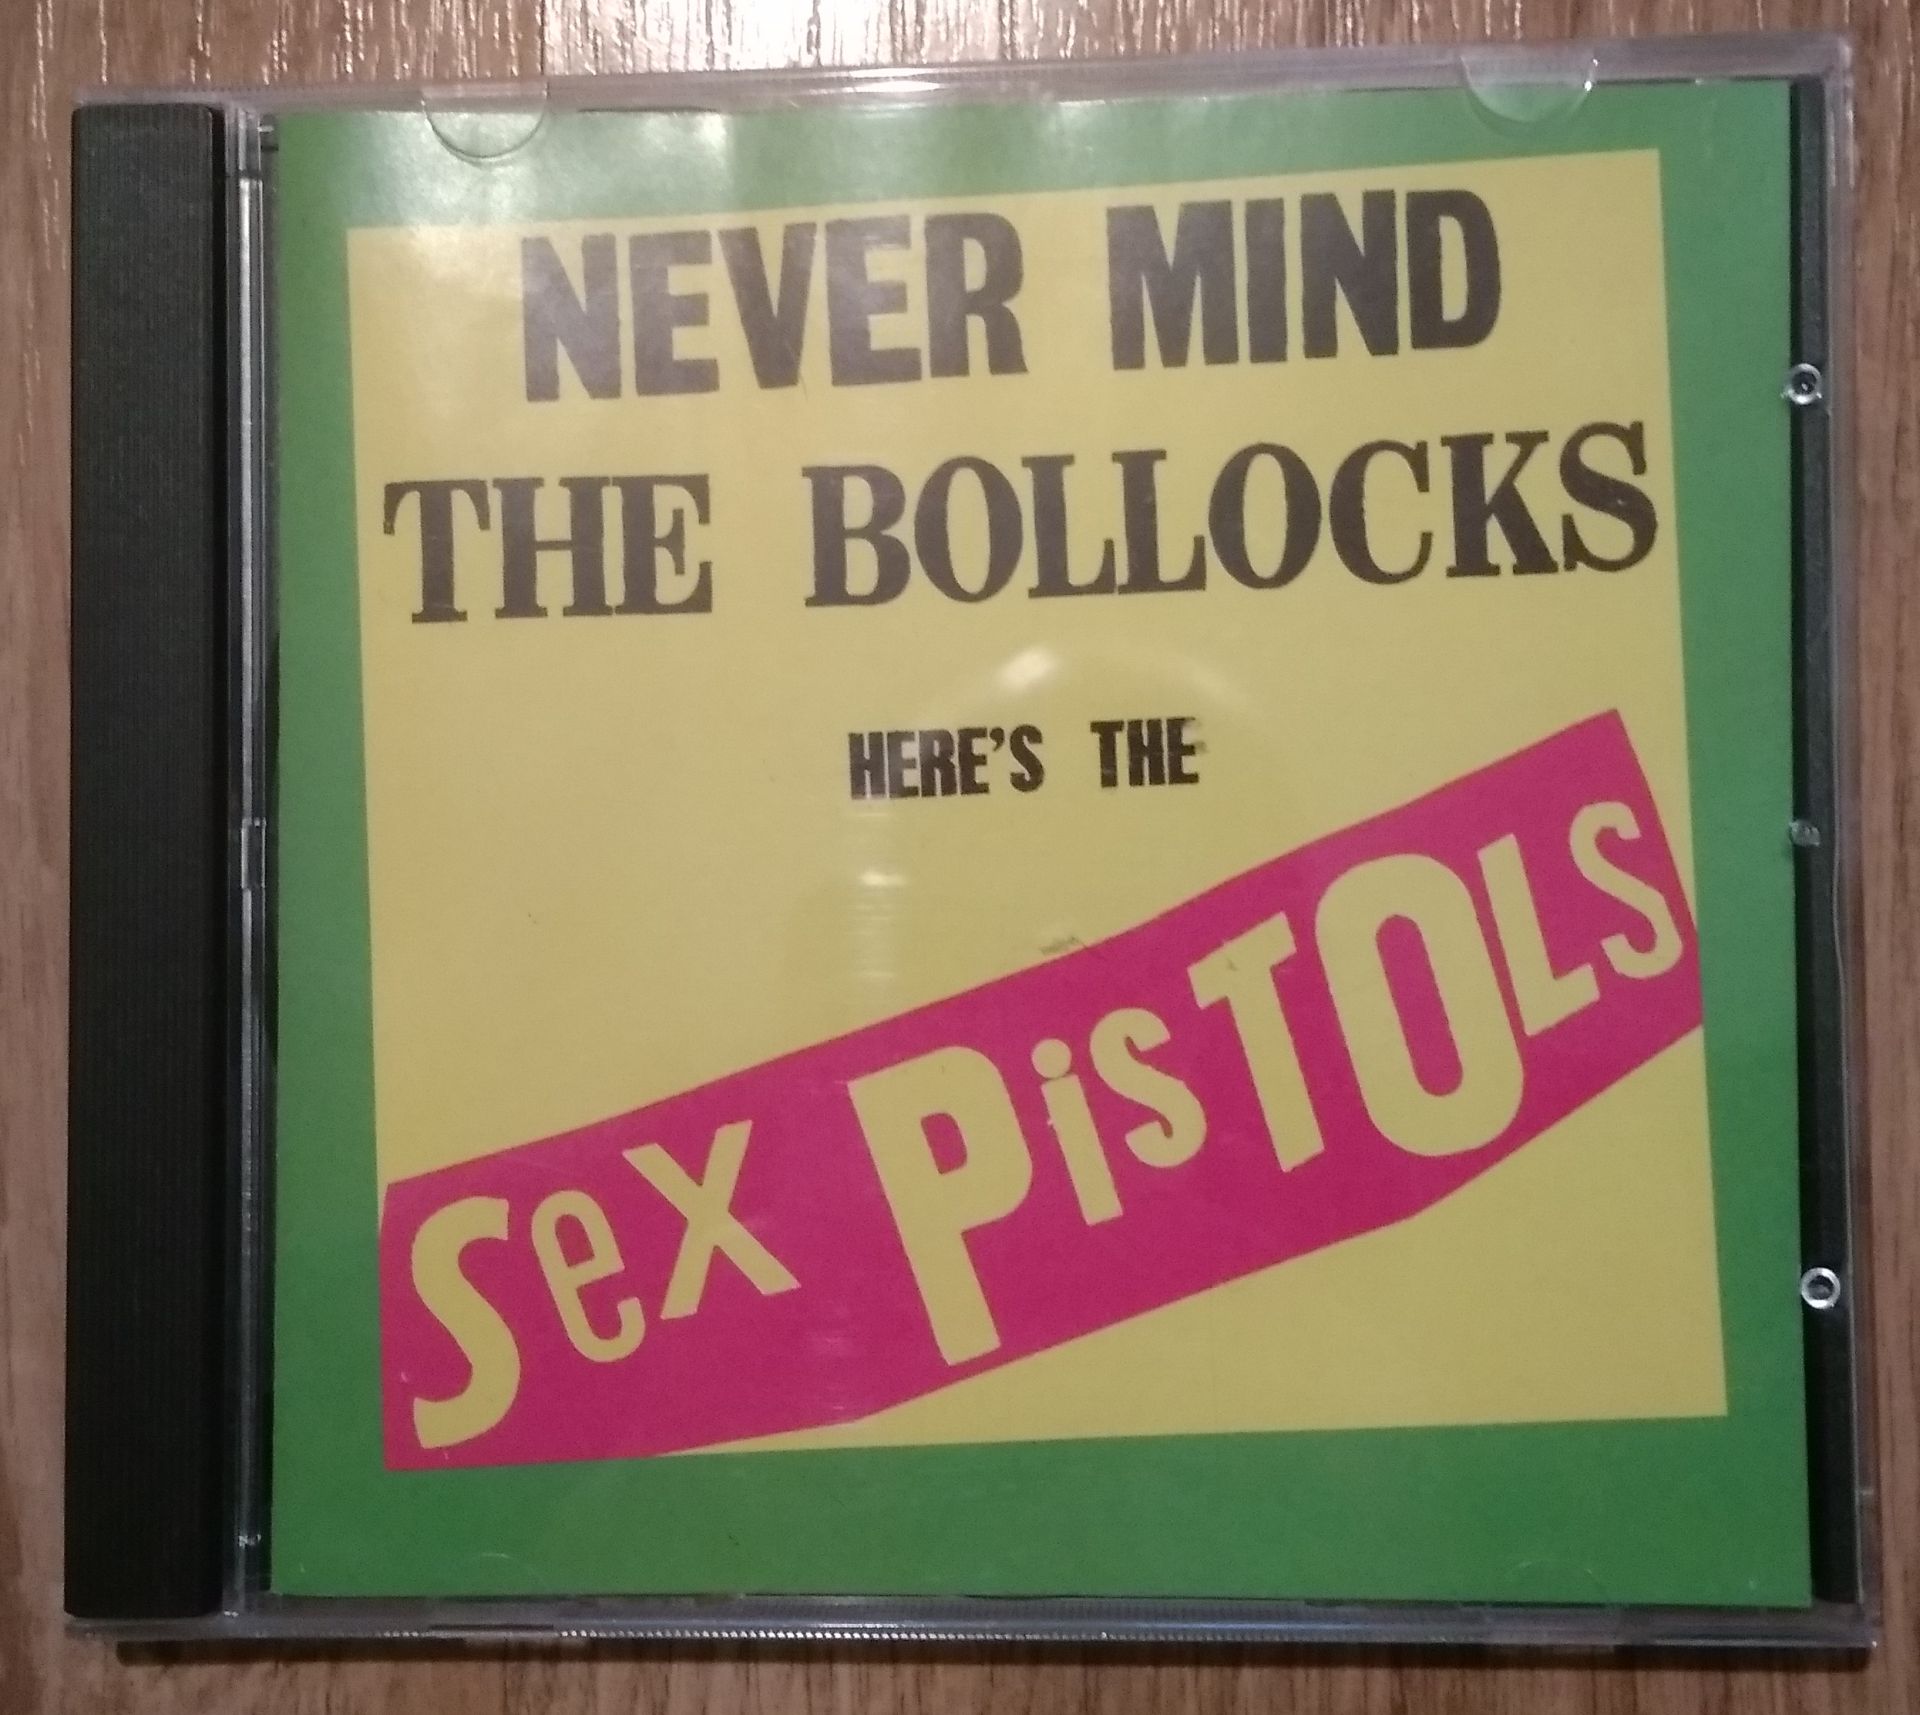 NEVER MIND
THE BOLLOCKS
HERE'S THE
Sex PisTOLs